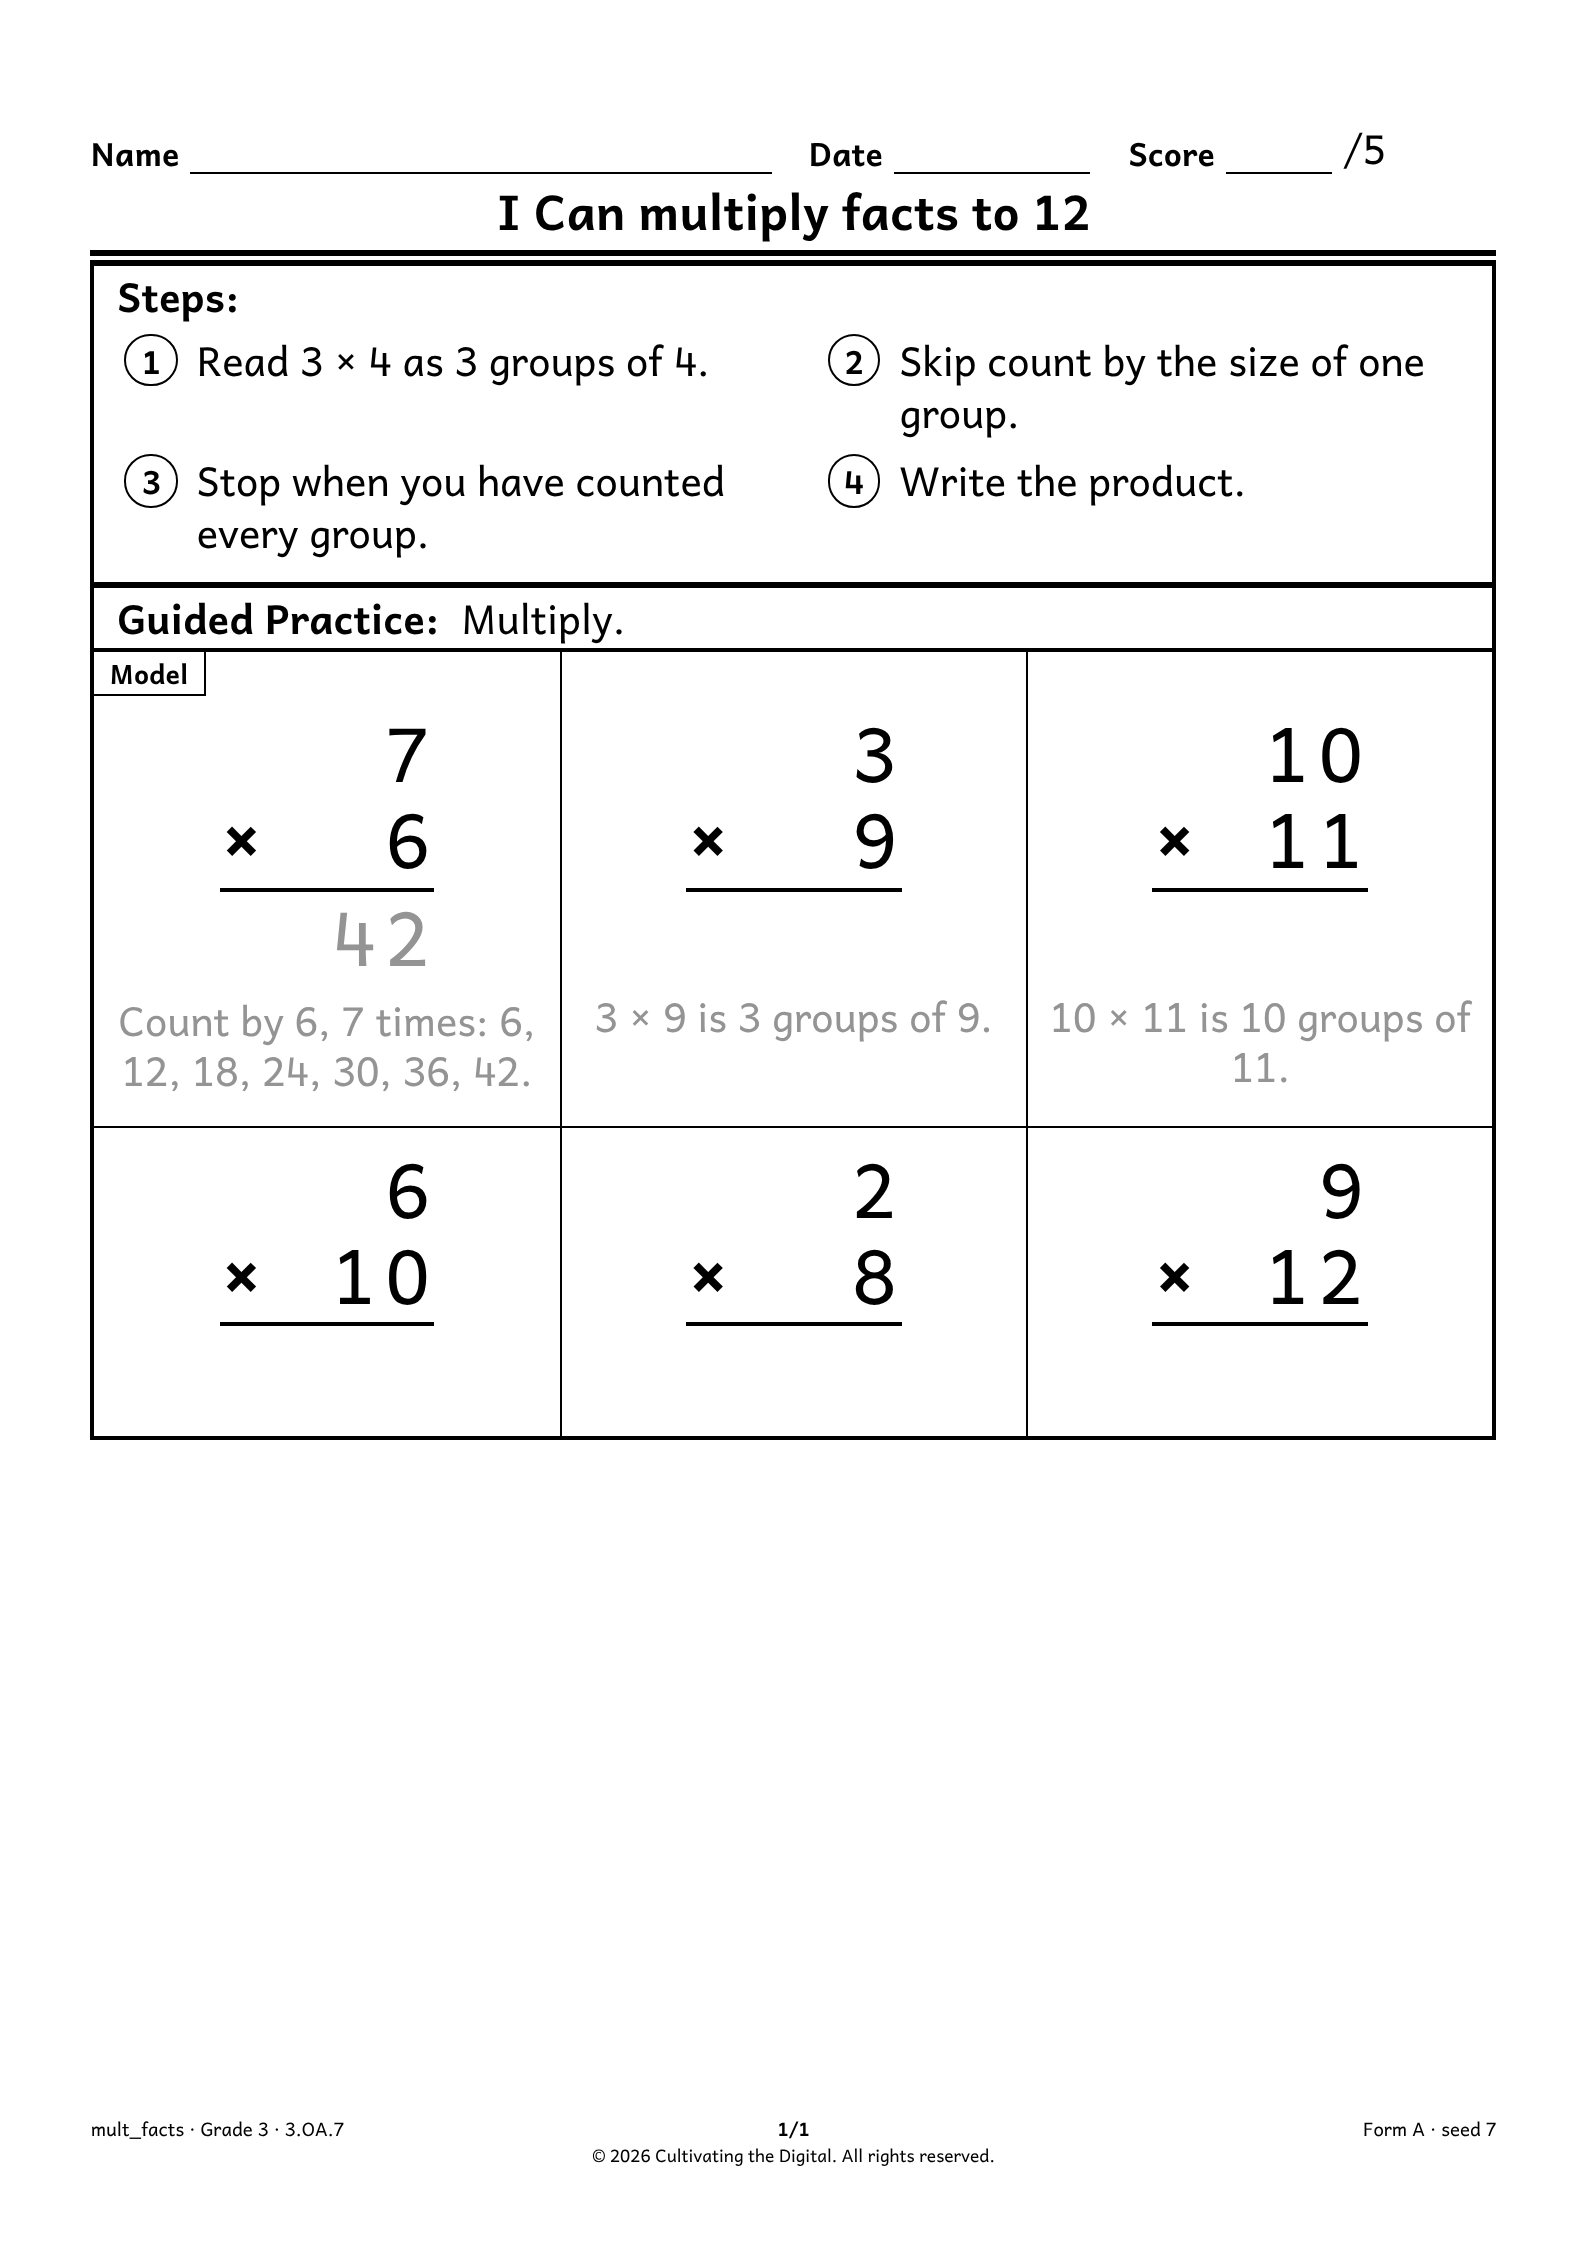 Name Date Score /5
I Can multiply facts to 12
Steps:
1 Read 3 × 4 as 3 groups of 4.
2 Skip count by the size of one
group.
3 Stop when you have counted
every group.
4 Write the product.
Guided Practice: Multiply.
Model
7
× 6
42
Count by 6, 7 times: 6,
12, 18, 24, 30, 36, 42.
3
× 9
3 × 9 is 3 groups of 9.
10
× 11
10 × 11 is 10 groups of
11.
6
× 10
2
× 8
9
× 12
mult_facts · Grade 3 · 3.OA.7
1/1
Form A · seed 7
© 2026 Cultivating the Digital. All rights reserved.